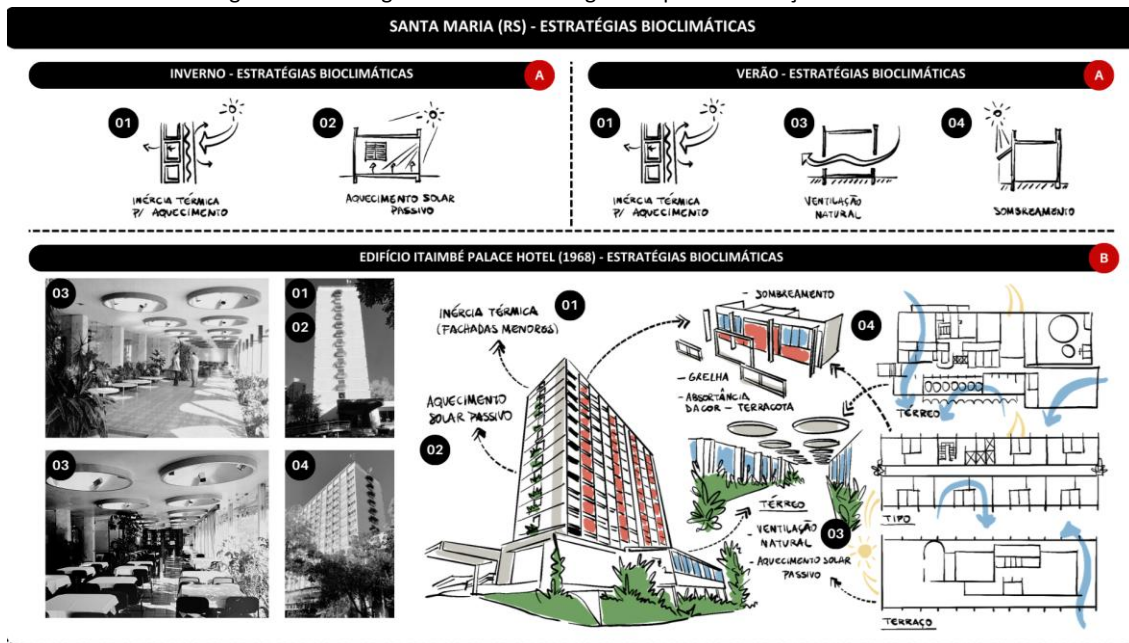 SANTA MARIA (RS) - ESTRATÉGIAS BIOCLIMÁTICAS
INVERNO - ESTRATÉGIAS BIOCLIMÁTICAS
A
01
INÉRCIA TÉRMICA
P/ AQUECIMENTO
02
AQUECIMENTO SOLAR
PASSIVO
VERÃO - ESTRATÉGIAS BIOCLIMÁTICAS
A
01
INÉRCIA TÉRMICA
P/ AQUECIMENTO
03
VENTILAÇÃO
NATURAL
04
SOMBREAMENTO
EDIFÍCIO ITAIMBÉ PALACE HOTEL (1968) - ESTRATÉGIAS BIOCLIMÁTICAS
B
03
01
02
03
04
INÉRCIA TÉRMICA
(FACHADAS MENORES)
01
AQUECIMENTO
SOLAR PASSIVO
02
- SOMBREAMENTO
04
- GRELHA
- ABSORTÂNCIA
DA COR - TERRACOTA
TÉRREO
- VENTILAÇÃO
NATURAL
03
- AQUECIMENTO SOLAR
PASSIVO
TÉRREO
TIPO
TERRAÇO